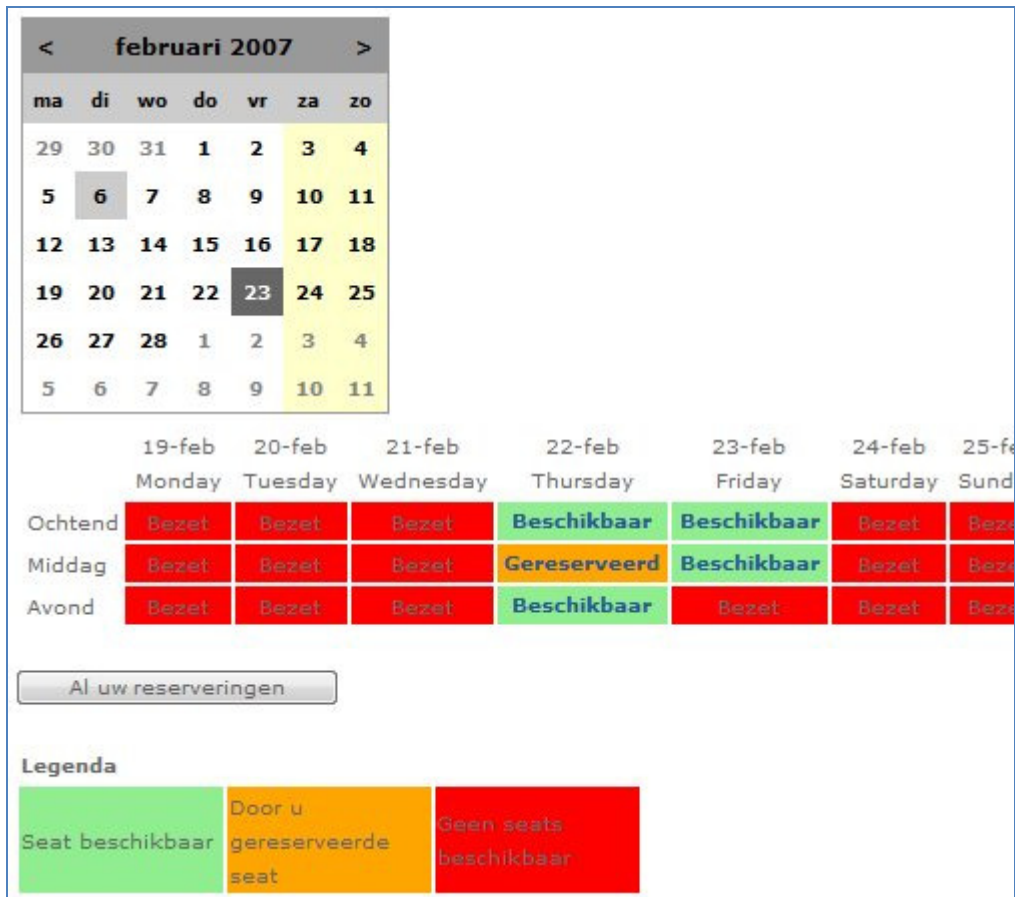 < februari 2007 >
ma di wo do vr za zo
29 30 31 1 2 3 4
5 6 7 8 9 10 11
12 13 14 15 16 17 18
19 20 21 22 23 24 25
26 27 28 1 2 3 4
5 6 7 8 9 10 11
19-feb 20-feb 21-feb 22-feb 23-feb 24-feb
Monday Tuesday Wednesday Thursday Friday Saturday
Ochtend Bezet Bezet Bezet Beschikbaar Beschikbaar Bezet
Middag Bezet Bezet Bezet Gereserveerd Beschikbaar Bezet
Avond Bezet Bezet Bezet Beschikbaar Bezet Bezet
Al uw reserveringen
Legenda
Seat beschikbaar
Door u
gereserveerde
seat
Geen seats
beschikbaar